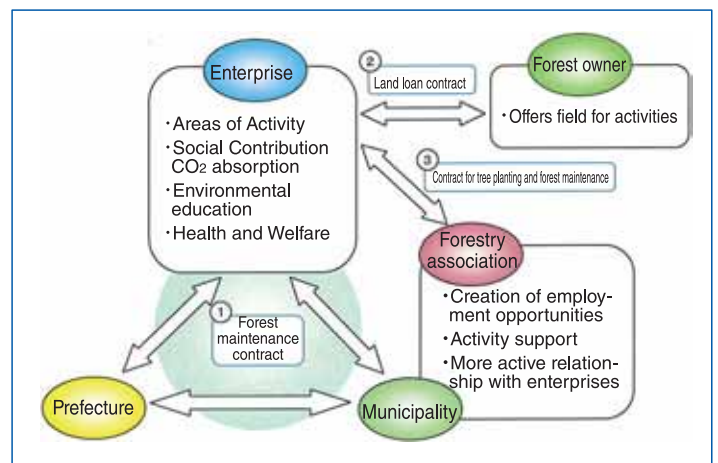 Enterprise
・Areas of Activity
・Social Contribution
CO2 absorption
・Environmental
education
・Health and Welfare
2
Land loan contract
Forest owner
・Offers field for activities
3
Contract for tree planting and forest maintenance
Forestry
association
・Creation of employ-
ment opportunities
・Activity support
・More active relation-
ship with enterprises
1
Forest
maintenance
contract
Prefecture
Municipality